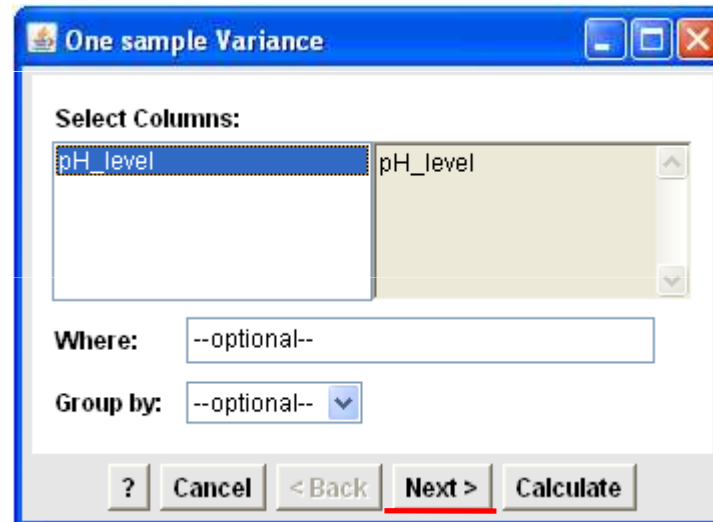 One sample Variance
Select Columns:
pH_level pH_level
Where: --optional--
Group by: --optional--
? Cancel < Back Next > Calculate